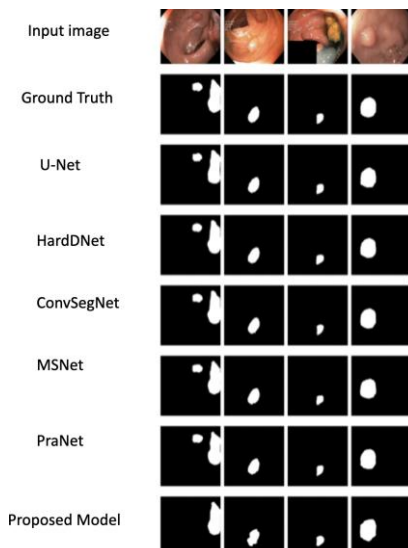 Input image
Ground Truth
U-Net
HardDNet
ConvSegNet
MSNet
PraNet
Proposed Model